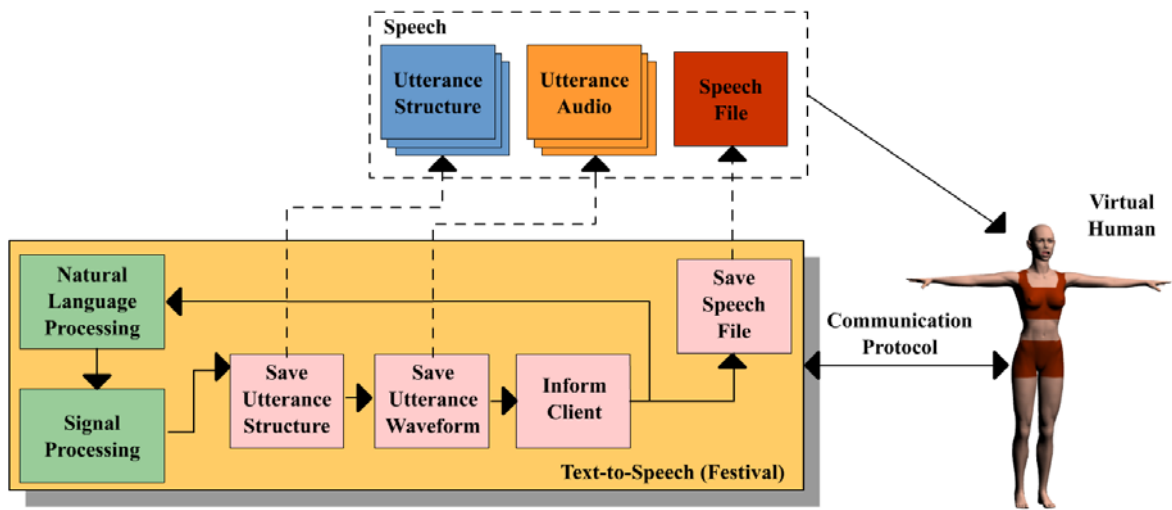 Speech
Utterance
Structure
Utterance
Audio
Speech
File
Virtual
Human
Natural
Language
Processing
Save
Speech
File
Communication
Protocol
Signal
Processing
Save
Utterance
Structure
Save
Utterance
Waveform
Inform
Client
Text-to-Speech (Festival)